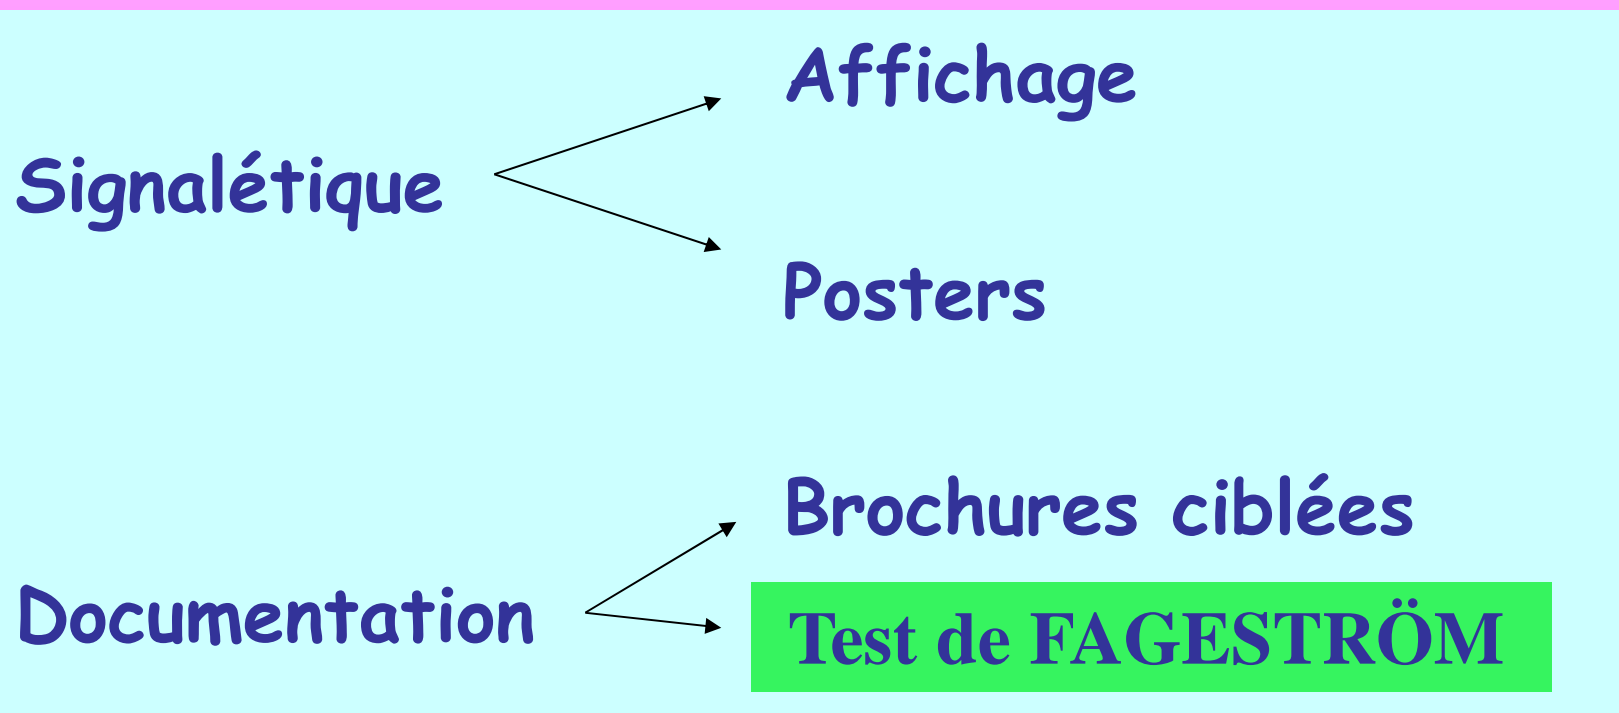 Affichage
Signalétique
Posters
Brochures ciblées
Documentation
Test de FAGESTRÖM